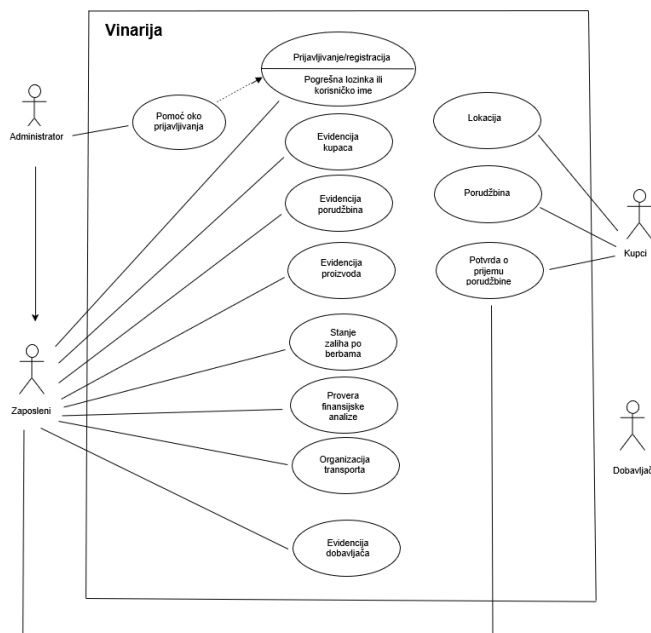 Vinarija
Prijavljivanje/registracija
Pogrešna lozinka ili
korisničko ime
Administrator
Pomoć oko
prijavljivanja
Lokacija
Evidencija
kupaca
Evidencija
porudžbina
Porudžbina
Kupci
Evidencija
proizvoda
Potvrda o
prijemu
porudžbine
Stanje
zaliha po
berbama
Zaposleni
Provera
finansijske
analize
Organizacija
transporta
Dobavljač
Evidencija
dobavljača